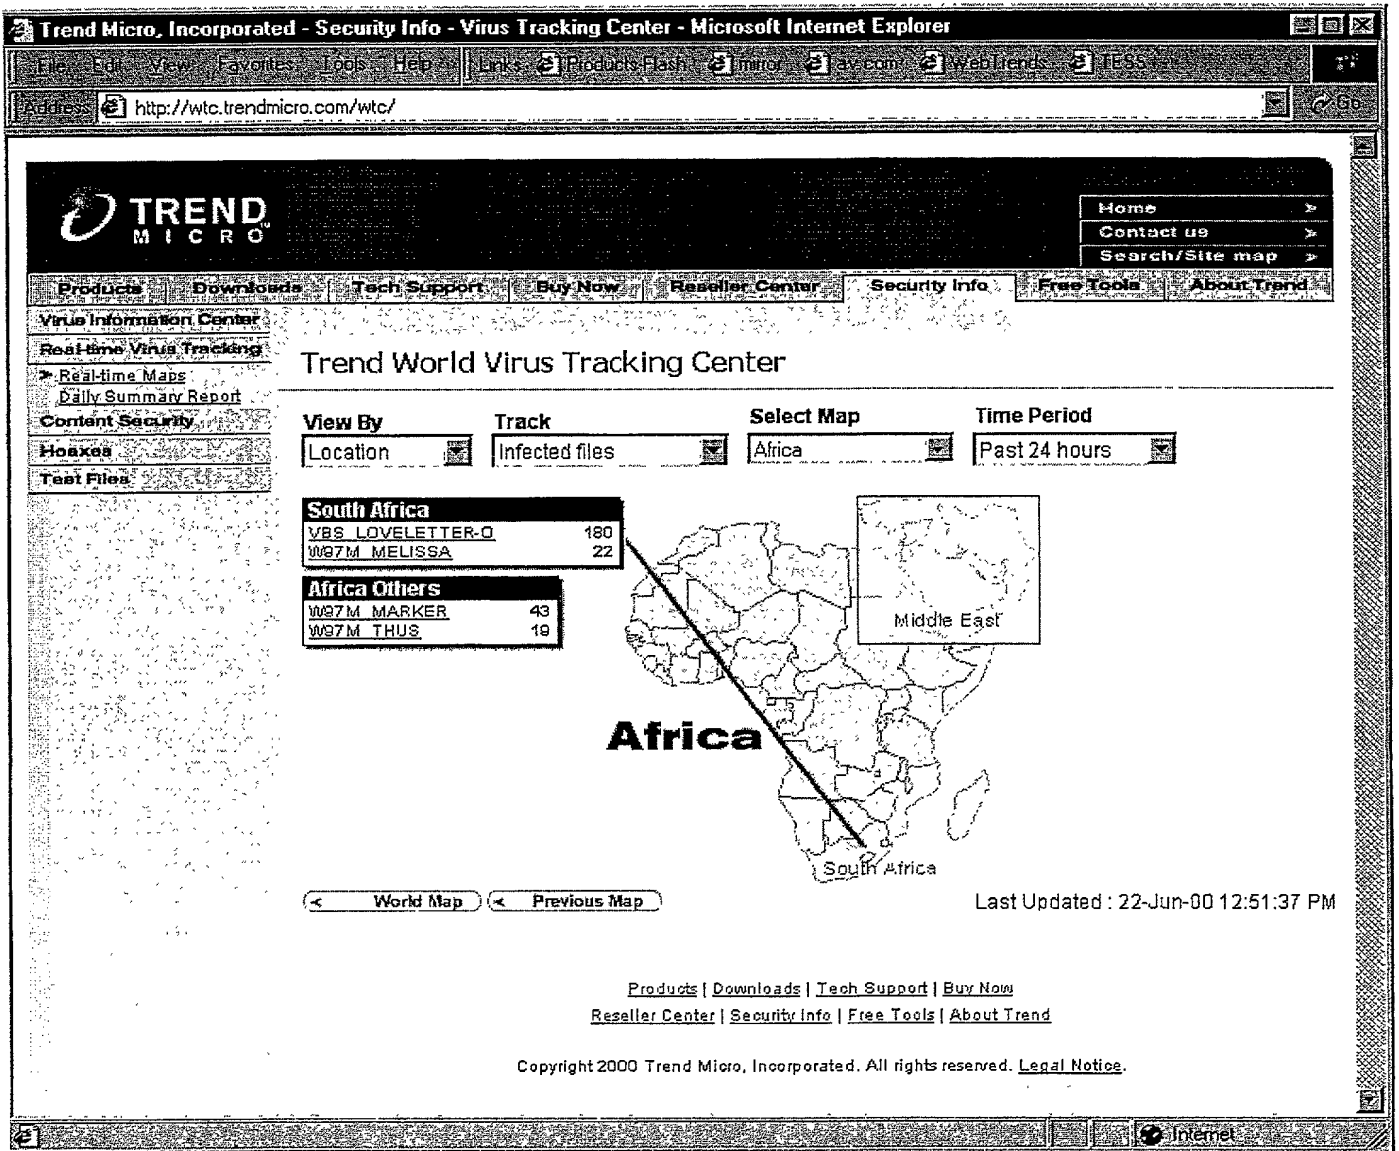 Trend Micro, Incorporated - Security Info - Virus Tracking Center - Microsoft Internet Explorer
File Edit View Favorites Tools Help Links Products-Flash mirror av.com WebTrends TESS
Address http://wtc.trendmicro.com/wtc/ Go
TREND
MICRO
Home
Contact us
Search/Site map
Products Downloads Tech Support Buy Now Reseller Center Security Info Free Tools About Trend
Virus Information Center
Real-time Virus Tracking
Real-time Maps
Daily Summary Report
Content Security
Hoaxes
Test Files
Trend World Virus Tracking Center
View By Track Select Map Time Period
Location Infected files Africa Past 24 hours
South Africa
VBS_LOVELETTER-O 180
W97M_MELISSA 22
Africa Others
W97M_MARKER 43
W97M_THUS 19
Middle East
Africa
South Africa
< World Map < Previous Map
Last Updated : 22-Jun-00 12:51:37 PM
Products | Downloads | Tech Support | Buy Now
Reseller Center | Security Info | Free Tools | About Trend
Copyright 2000 Trend Micro, Incorporated. All rights reserved. Legal Notice.
Internet